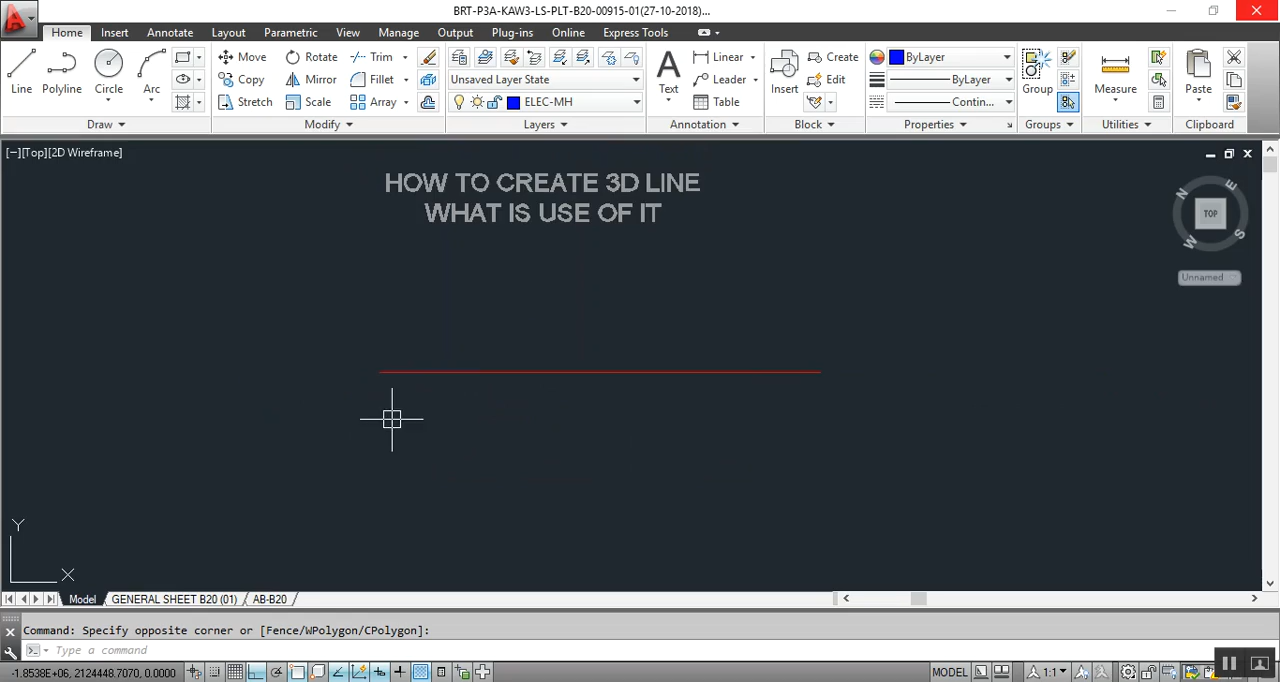 BRT-P3A-KAW3-LS-PLT-B20-00915-01(27-10-2018)...
Home Insert Annotate Layout Parametric View Manage Output Plug-ins Online Express Tools
Line Polyline Circle Arc
Move Rotate Trim
Copy Mirror Fillet
Stretch Scale Array
Unsaved Layer State
ELEC-MH
Text
Linear
Leader
Table
Insert
Create
Edit
ByLayer
ByLayer
Contin...
Group
Measure
Paste
Draw Modify Layers Annotation Block Properties Groups Utilities Clipboard
[−][Top][2D Wireframe]
HOW TO CREATE 3D LINE
WHAT IS USE OF IT
N E
TOP
W S
Unnamed
Y
X
Model GENERAL SHEET B20 (01) AB-B20
Command: Specify opposite corner or [Fence/WPolygon/CPolygon]:
Type a command
-1.8538E+06, 2124448.7070, 0.0000 MODEL 1:1